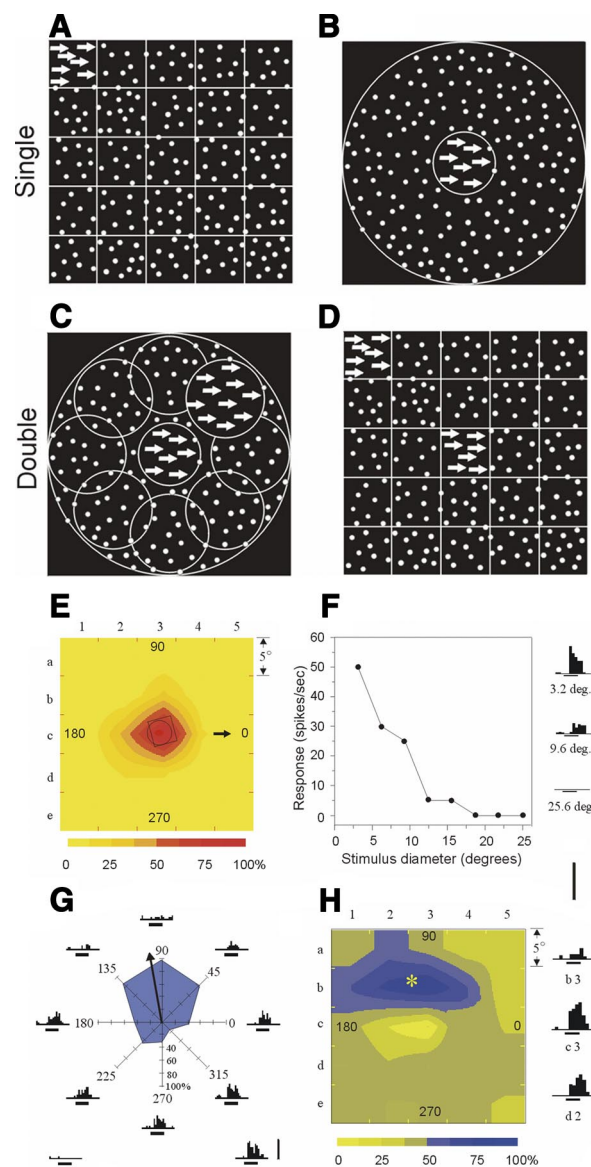 A
B
Single
C
D
Double
E
1 2 3 4 5
90
a
b
c
d
e
5°
180
0
270
0 25 50 75 100%
F
Response (spikes/sec)
60
50
40
30
20
10
0
0 5 10 15 20 25
Stimulus diameter (degrees)
3.2 deg.
9.6 deg.
25.6 deg.
G
90
135
45
180
0
225
315
40
60
80
100%
270
H
1 2 3 4 5
90
a
b
c
d
e
5°
*
180
0
270
0 25 50 75 100%
b 3
c 3
d 2